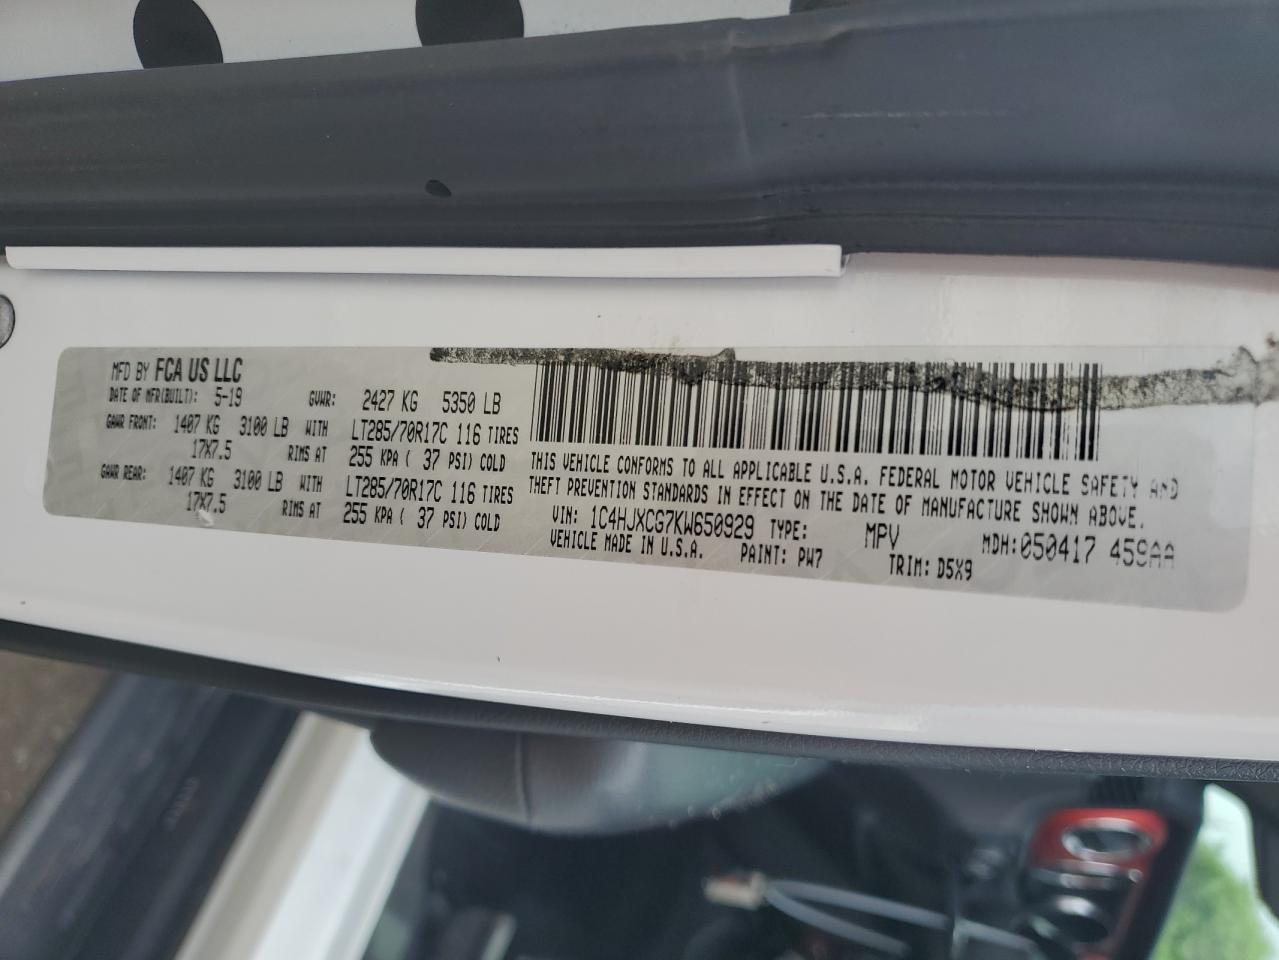 MFD BY FCA US LLC
DATE OF MFR(BUILT): 5-19 GVWR: 2427 KG 5350 LB
GAWR FRONT: 1407 KG 3100 LB WITH LT285/70R17C 116 TIRES
17X7.5 RIMS AT 255 KPA ( 37 PSI) COLD
GAWR REAR: 1407 KG 3100 LB WITH LT285/70R17C 116 TIRES
17X7.5 RIMS AT 255 KPA ( 37 PSI) COLD
THIS VEHICLE CONFORMS TO ALL APPLICABLE U.S.A. FEDERAL MOTOR VEHICLE SAFETY AND
THEFT PREVENTION STANDARDS IN EFFECT ON THE DATE OF MANUFACTURE SHOWN ABOVE.
VIN: 1C4HJXCG7KW650929 TYPE: MPV MDH:050417 459AA
VEHICLE MADE IN U.S.A. PAINT: PW7 TRIM: D5X9